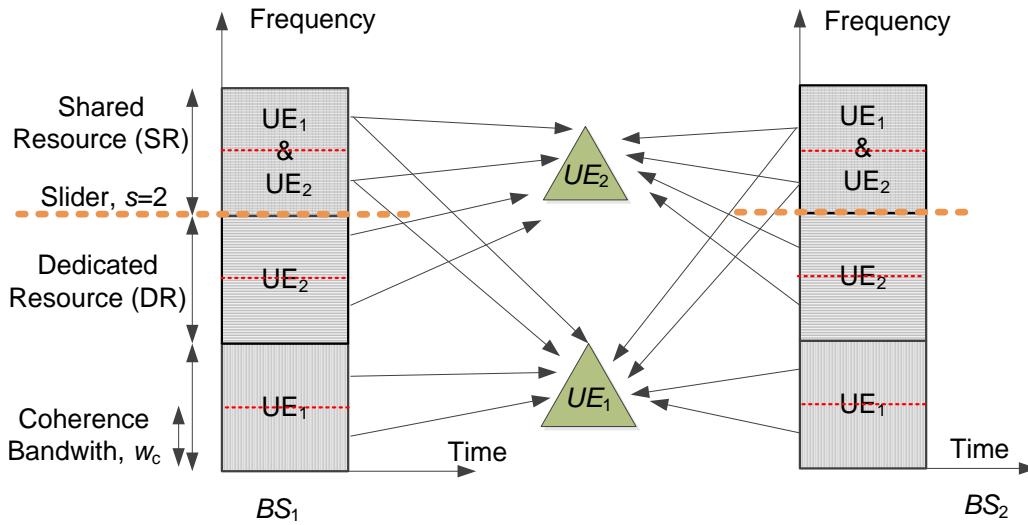 Frequency
Frequency
Shared
Resource (SR)
UE1
&
UE2
UE1
&
UE2
UE2
Slider, s=2
Dedicated
Resource (DR)
UE2
UE2
UE1
UE1
UE1
Coherence
Bandwith, wc
Time
Time
BS1
BS2